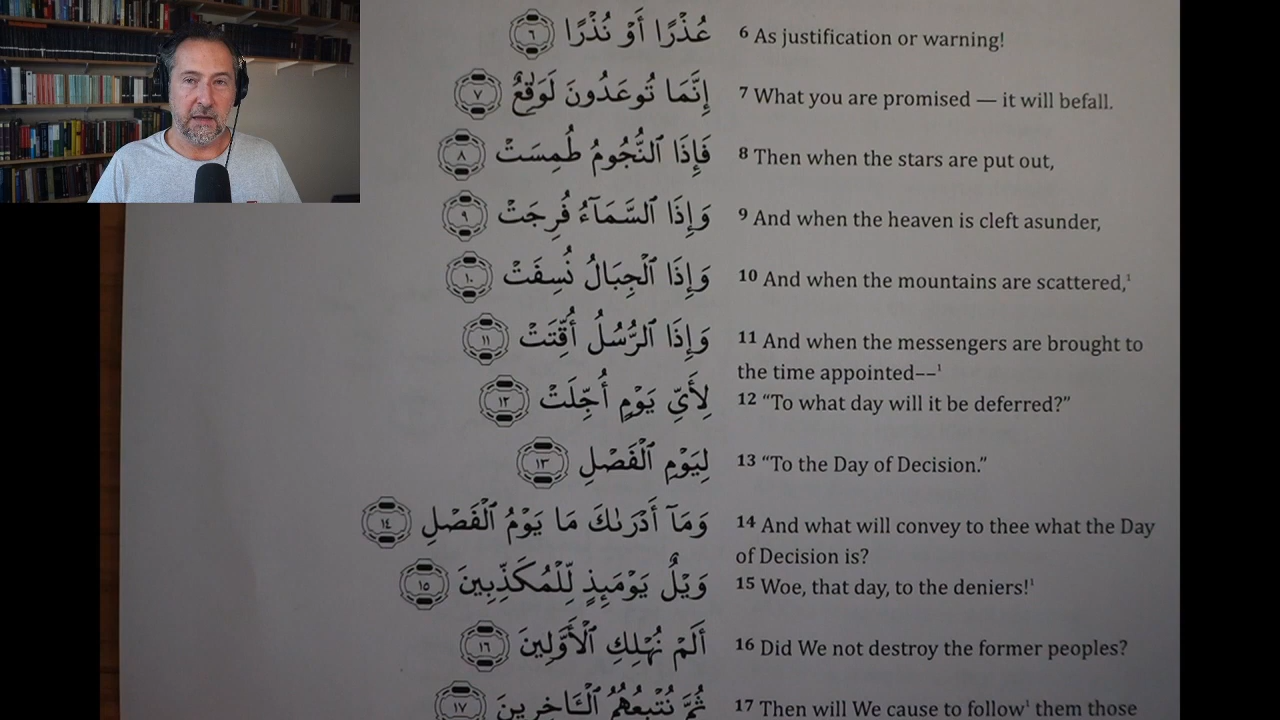 عُذْرًا أَوْ نُذْرًا ٦
6 As justification or warning!
إِنَّمَا تُوعَدُونَ لَوَٰقِعٌ ٧
7 What you are promised — it will befall.
فَإِذَا ٱلنُّجُومُ طُمِسَتْ ٨
8 Then when the stars are put out,
وَإِذَا ٱلسَّمَآءُ فُرِجَتْ ٩
9 And when the heaven is cleft asunder,
وَإِذَا ٱلْجِبَالُ نُسِفَتْ ١٠
10 And when the mountains are scattered,1
وَإِذَا ٱلرُّسُلُ أُقِّتَتْ ١١
11 And when the messengers are brought to
the time appointed––1
لِأَىِّ يَوْمٍ أُجِّلَتْ ١٢
12 “To what day will it be deferred?”
لِيَوْمِ ٱلْفَصْلِ ١٣
13 “To the Day of Decision.”
وَمَآ أَدْرَىٰكَ مَا يَوْمُ ٱلْفَصْلِ ١٤
14 And what will convey to thee what the Day
of Decision is?
وَيْلٌ يَوْمَئِذٍ لِّلْمُكَذِّبِينَ ١٥
15 Woe, that day, to the deniers!1
أَلَمْ نُهْلِكِ ٱلْأَوَّلِينَ ١٦
16 Did We not destroy the former peoples?
ثُمَّ نُتْبِعُهُمُ ٱلْـَٔاخِرِينَ ١٧
17 Then will We cause to follow1 them those